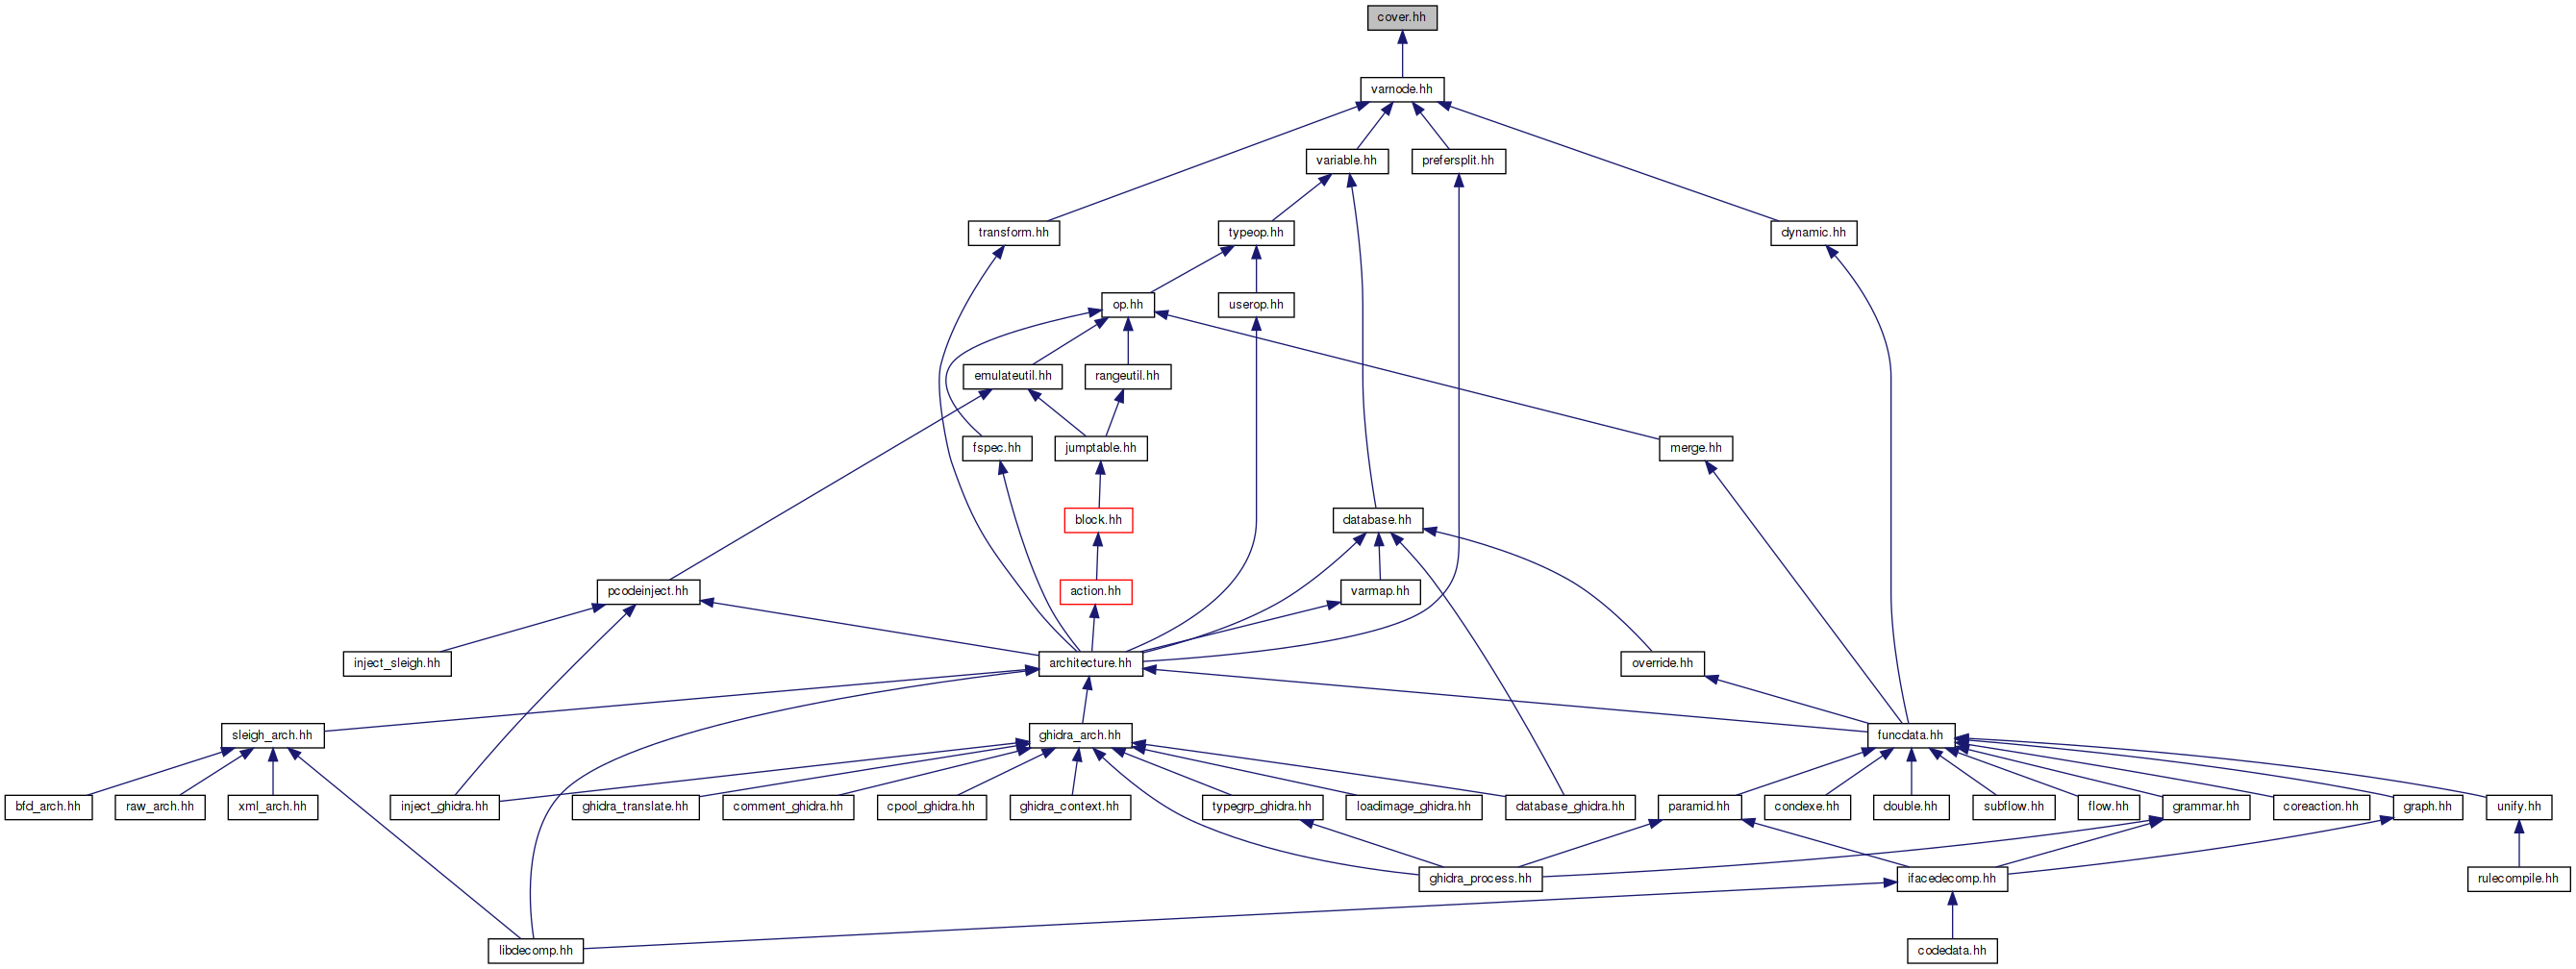 cover.hh
varnode.hh
variable.hh
prefersplit.hh
transform.hh
typeop.hh
dynamic.hh
op.hh
userop.hh
emulateutil.hh
rangeutil.hh
fspec.hh
jumptable.hh
merge.hh
block.hh
database.hh
pcodeinject.hh
action.hh
varmap.hh
inject_sleigh.hh
architecture.hh
override.hh
sleigh_arch.hh
ghidra_arch.hh
funcdata.hh
bfd_arch.hh
raw_arch.hh
xml_arch.hh
inject_ghidra.hh
ghidra_translate.hh
comment_ghidra.hh
cpool_ghidra.hh
ghidra_context.hh
typegrp_ghidra.hh
loadimage_ghidra.hh
database_ghidra.hh
paramid.hh
condexe.hh
double.hh
subflow.hh
flow.hh
grammar.hh
coreaction.hh
graph.hh
unify.hh
ghidra_process.hh
ifacedecomp.hh
rulecompile.hh
libdecomp.hh
codedata.hh